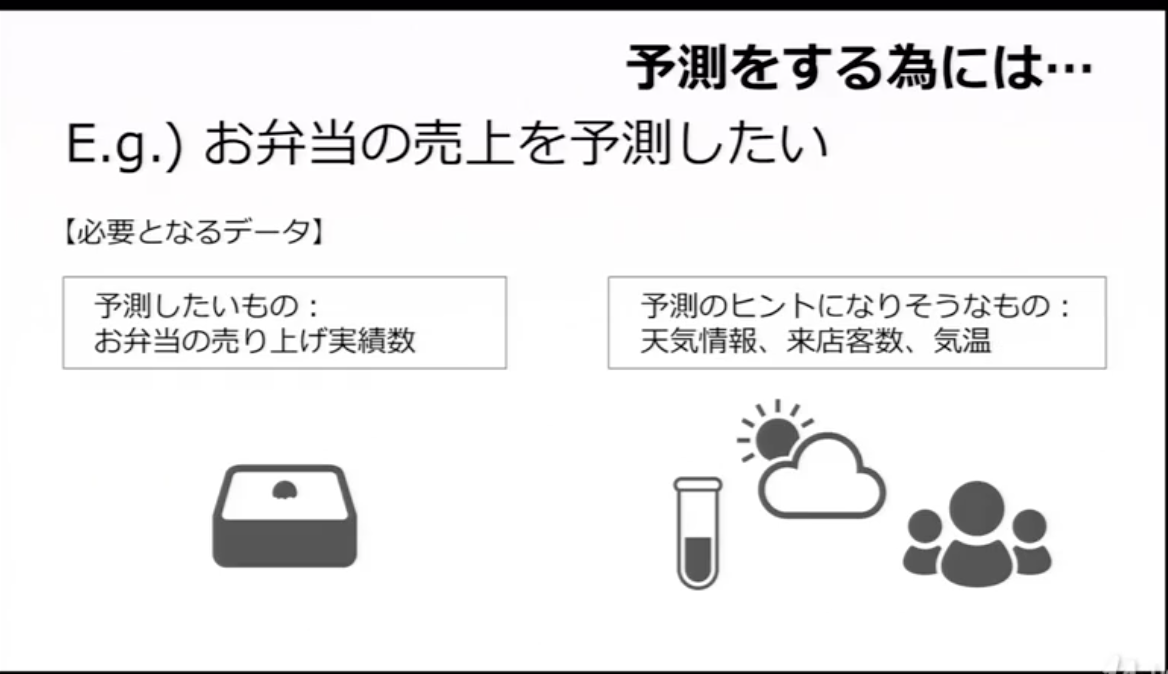 予測をする為には…
E.g.) お弁当の売上を予測したい
【必要となるデータ】
予測したいもの：
お弁当の売り上げ実績数
予測のヒントになりそうなもの：
天気情報、来店客数、気温